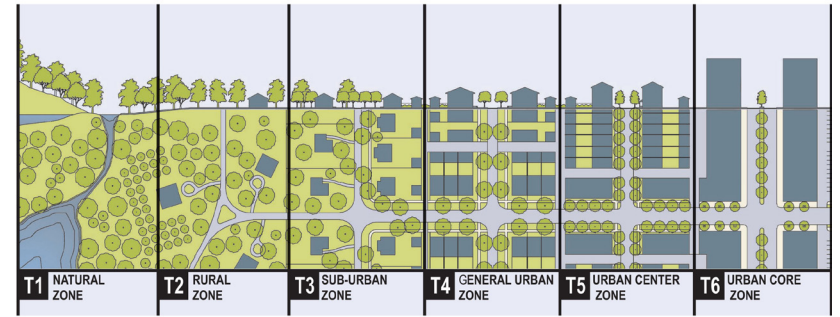 T1 NATURAL
ZONE
T2 RURAL
ZONE
T3 SUB-URBAN
ZONE
T4 GENERAL URBAN
ZONE
T5 URBAN CENTER
ZONE
T6 URBAN CORE
ZONE